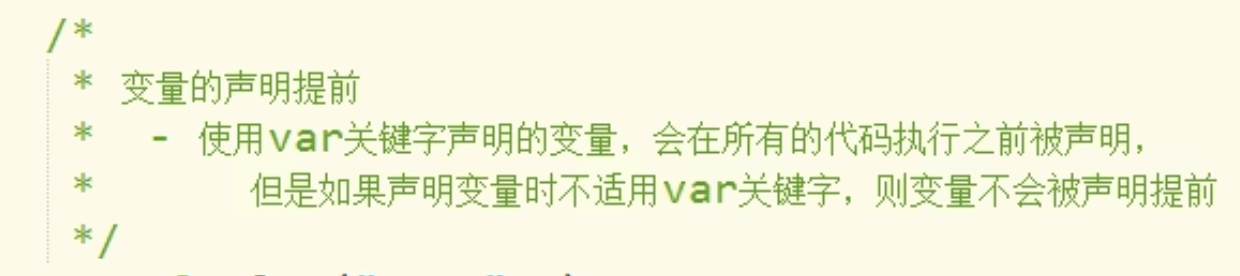 /*
* 变量的声明提前
* - 使用var关键字声明的变量，会在所有的代码执行之前被声明，
* 但是如果声明变量时不适用var关键字，则变量不会被声明提前
*/